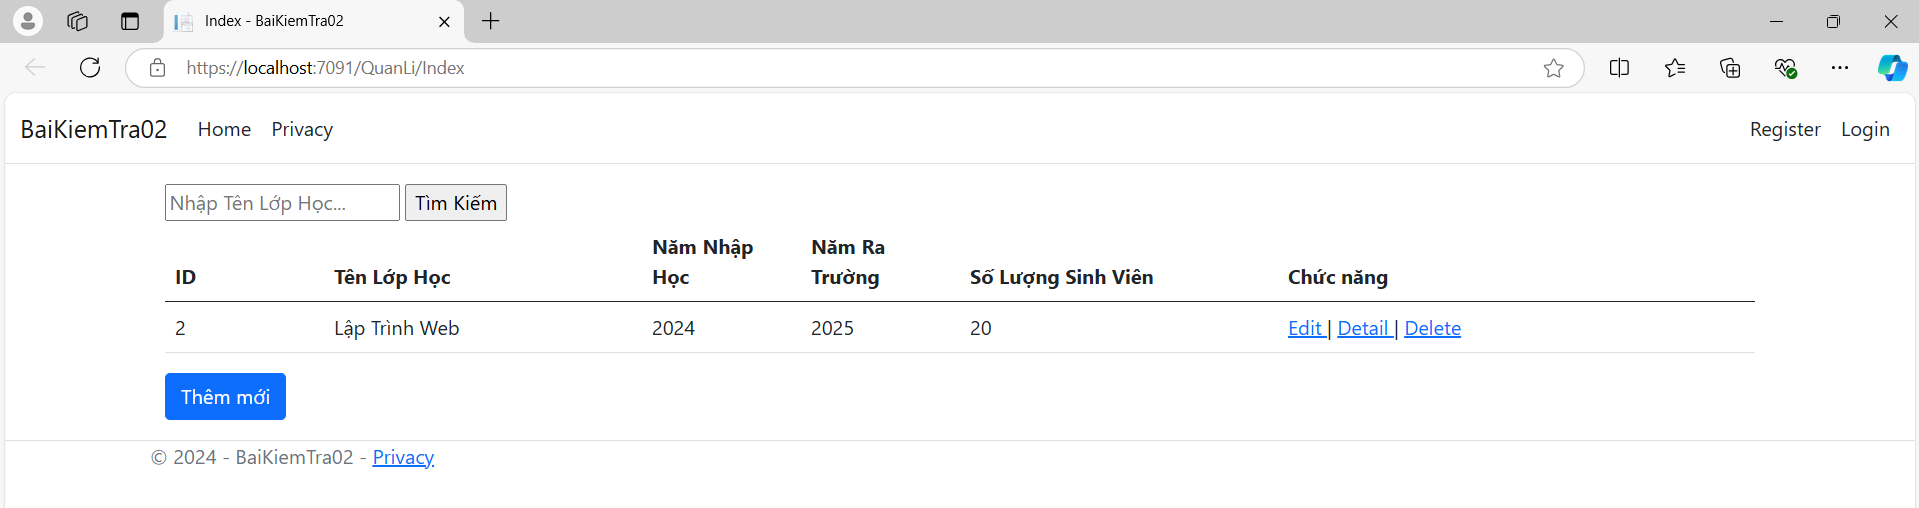 Index - BaiKiemTra02
https://localhost:7091/QuanLi/Index
BaiKiemTra02 Home Privacy Register Login
Nhập Tên Lớp Học... Tìm Kiếm
ID Tên Lớp Học Năm Nhập Học Năm Ra Trường Số Lượng Sinh Viên Chức năng
2 Lập Trình Web 2024 2025 20 Edit | Detail | Delete
Thêm mới
© 2024 - BaiKiemTra02 - Privacy